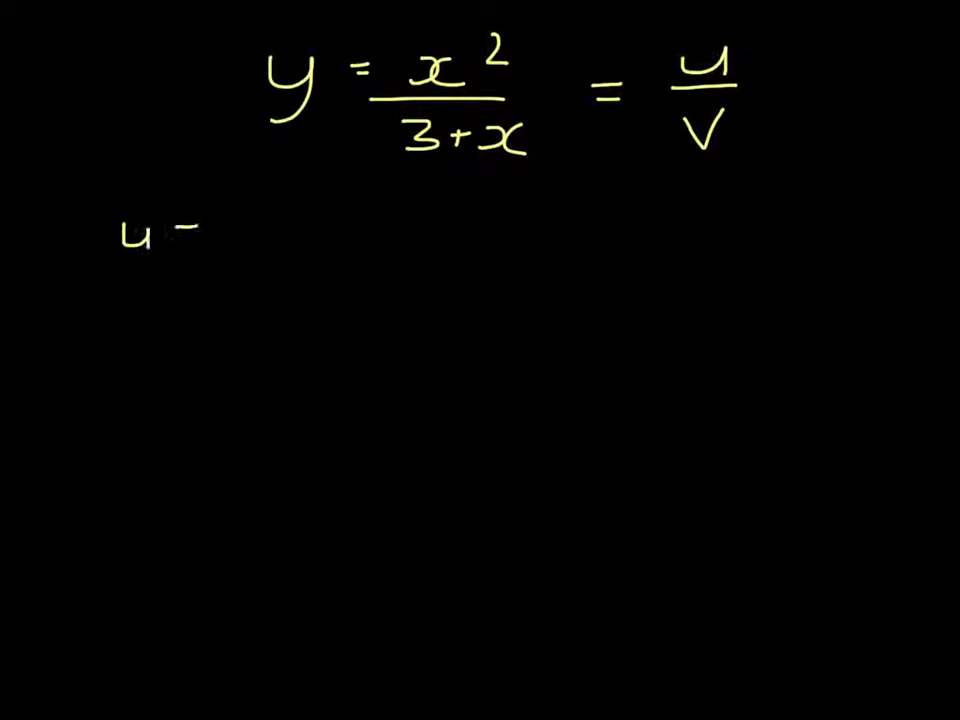 y = x² / 3+x = u / v
u =